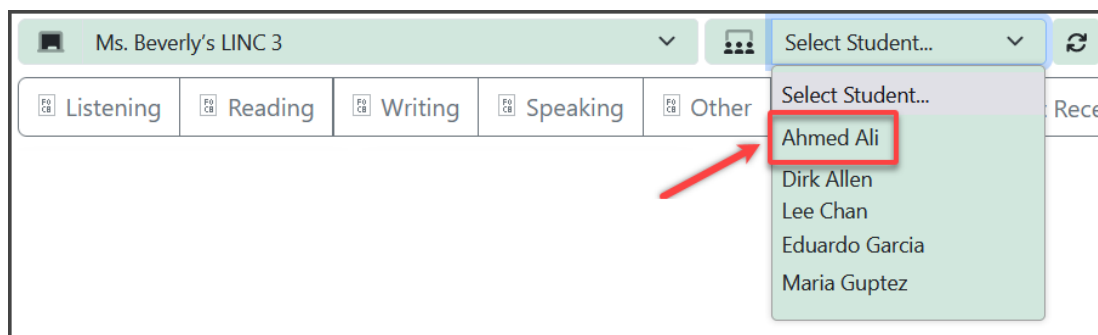 Ms. Beverly’s LINC 3
Select Student...
Listening
Reading
Writing
Speaking
Other
Rece
Select Student...
Ahmed Ali
Dirk Allen
Lee Chan
Eduardo Garcia
Maria Guptez